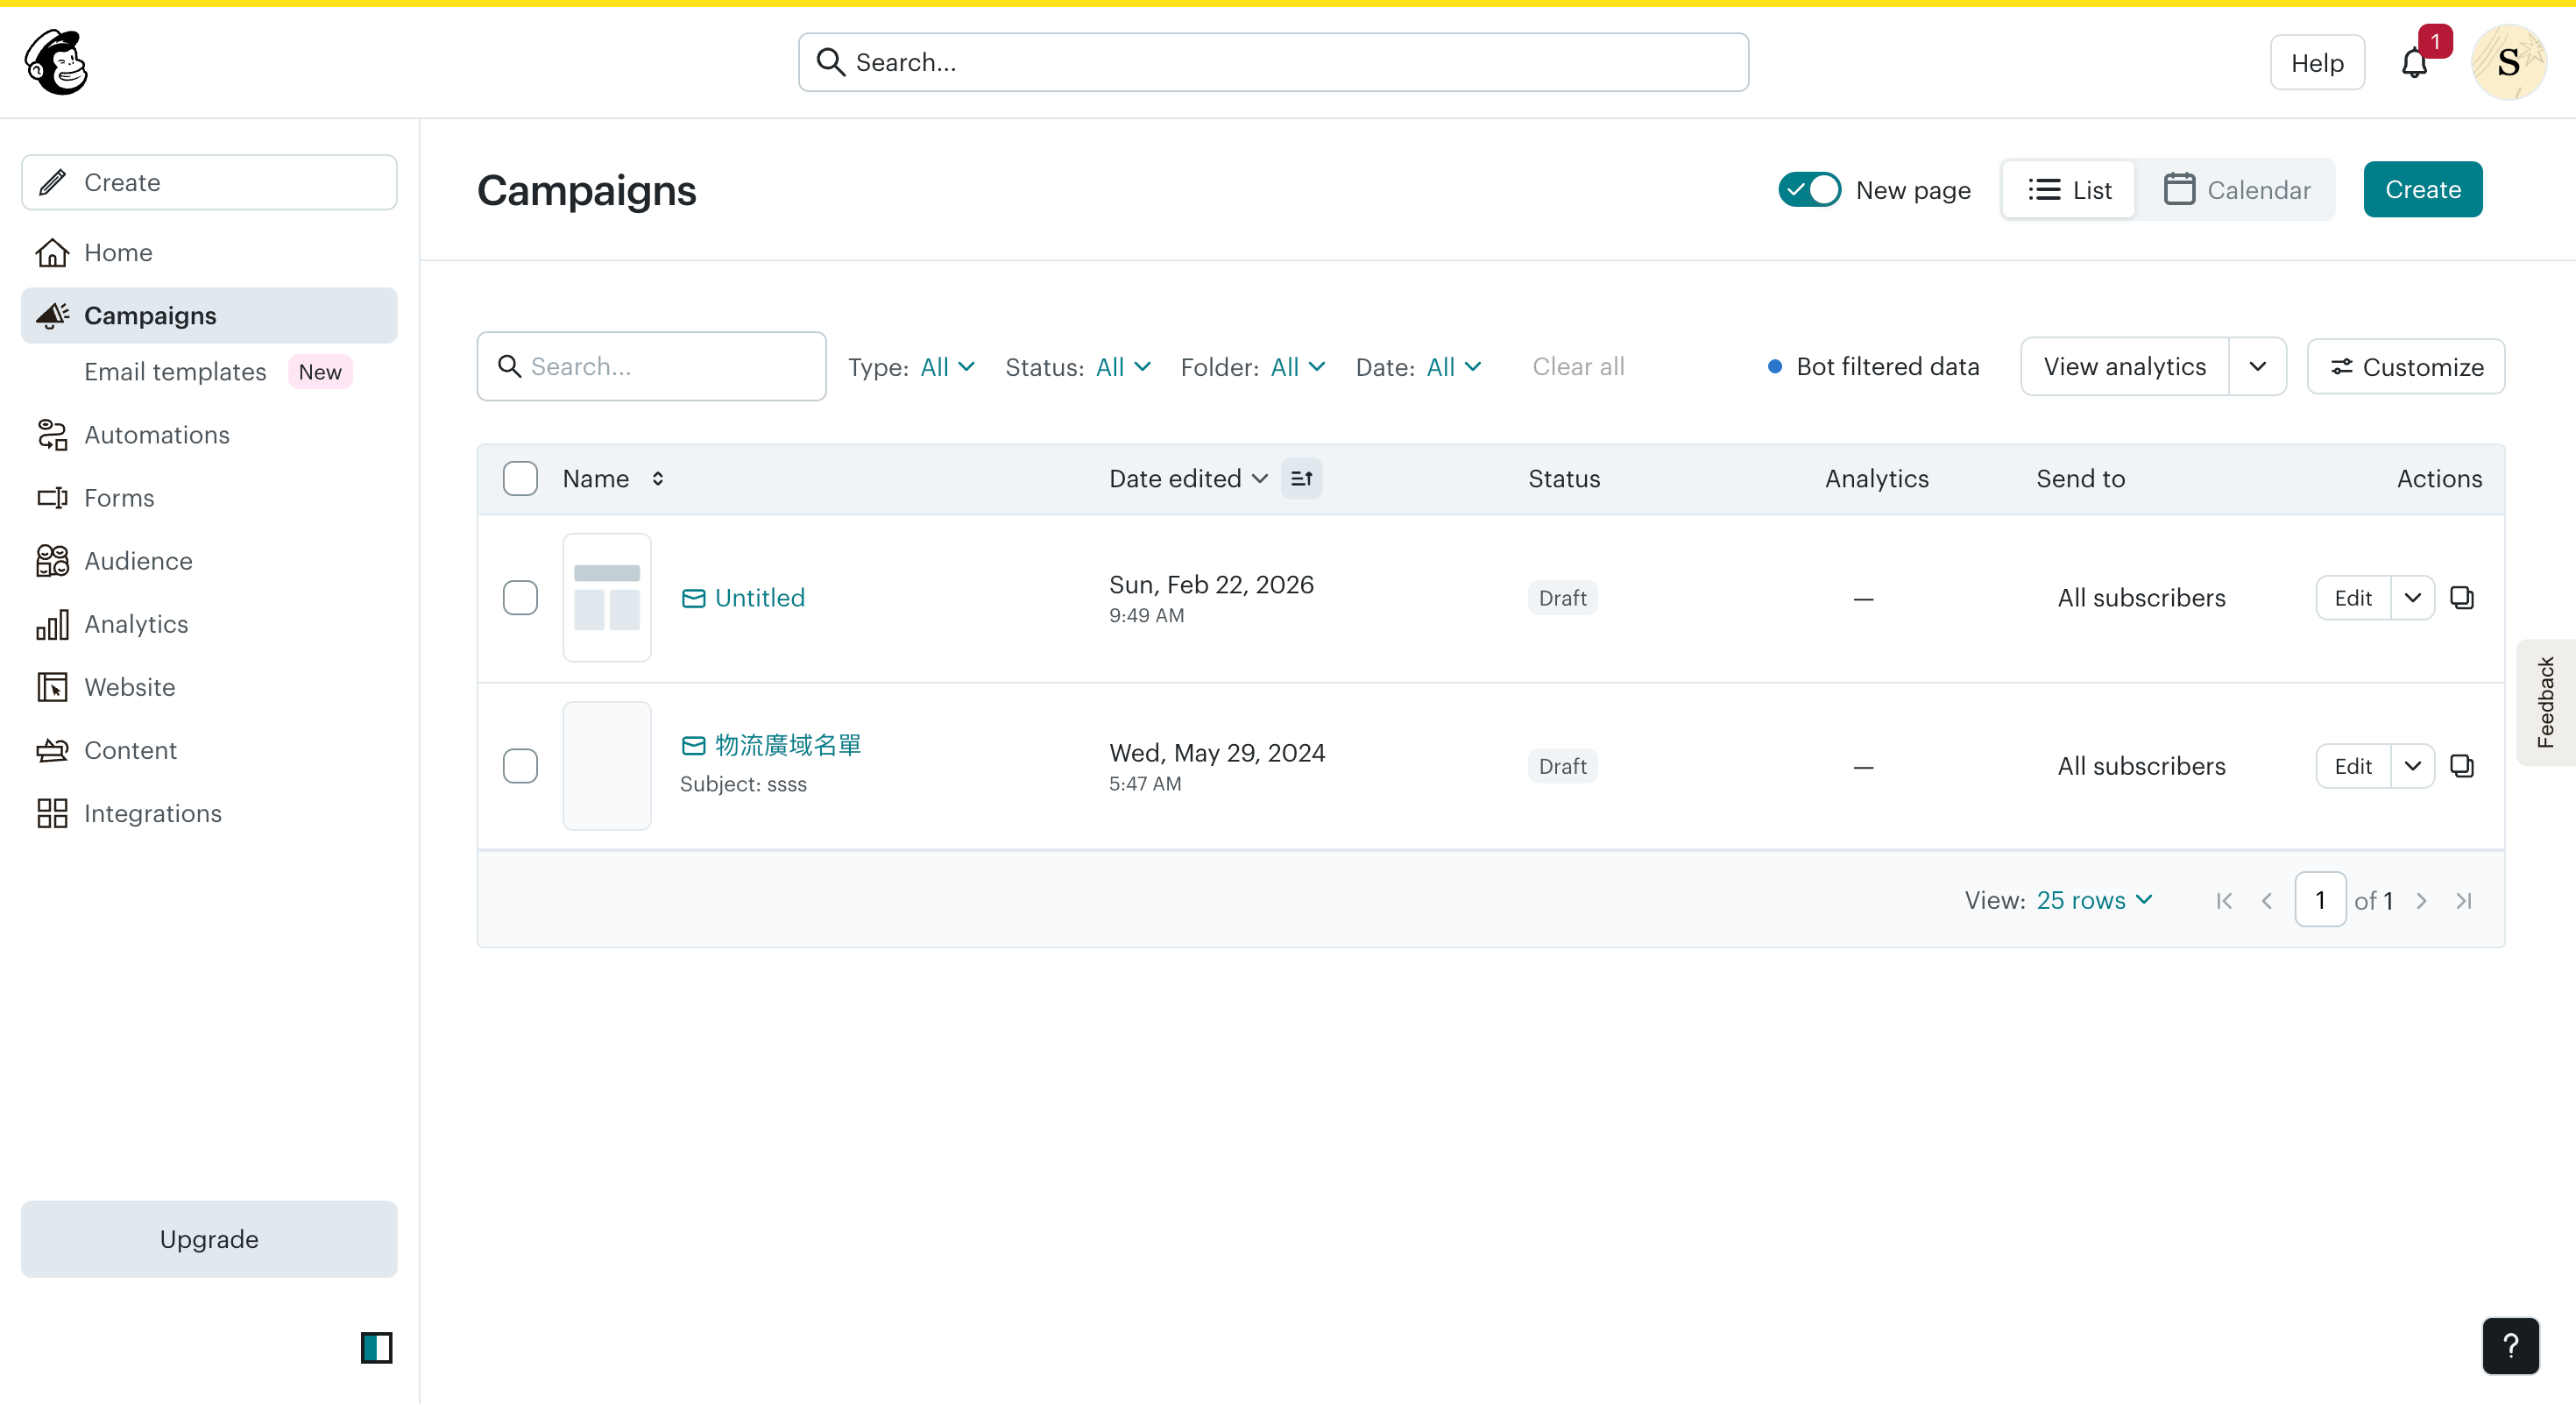 Search...
Help
1
S
Create
Home
Campaigns
Email templates New
Automations
Forms
Audience
Analytics
Website
Content
Integrations
Upgrade
Campaigns
New page
List
Calendar
Create
Search...
Type: All
Status: All
Folder: All
Date: All
Clear all
Bot filtered data
View analytics
Customize
Name
Date edited
Status
Analytics
Send to
Actions
Untitled
Sun, Feb 22, 2026
9:49 AM
Draft
—
All subscribers
Edit
物流廣域名單
Subject: ssss
Wed, May 29, 2024
5:47 AM
Draft
—
All subscribers
Edit
View: 25 rows
1 of 1
Feedback
?